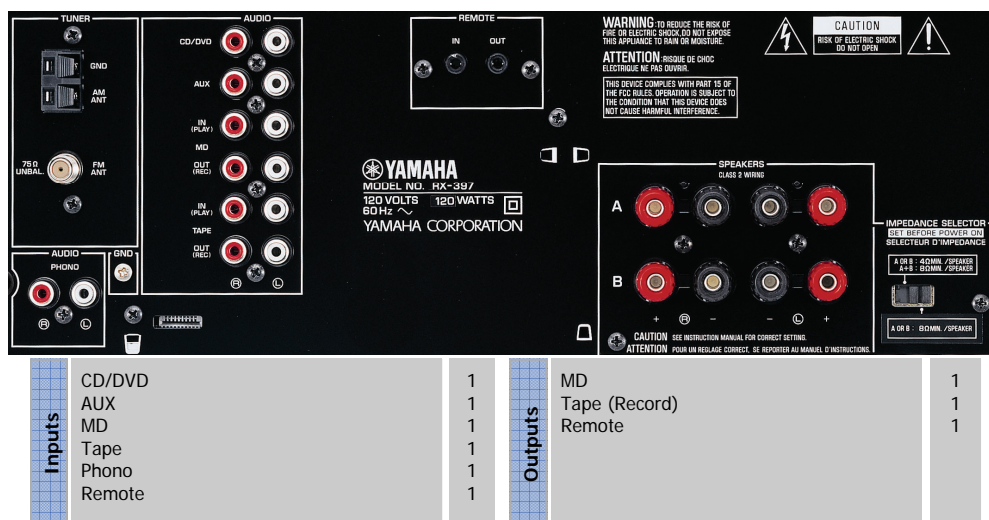 TUNER
GND
AM
ANT
75Ω
UNBAL.
FM
ANT
AUDIO
CD/DVD
AUX
IN
(PLAY)
MD
OUT
(REC)
IN
(PLAY)
TAPE
OUT
(REC)
R L
AUDIO
PHONO
R L
GND
REMOTE
IN OUT
WARNING:TO REDUCE THE RISK OF
FIRE OR ELECTRIC SHOCK,DO NOT EXPOSE
THIS APPLIANCE TO RAIN OR MOISTURE.
ATTENTION:RISQUE DE CHOC
ELECTRIQUE NE PAS OUVRIR.
THIS DEVICE COMPLIES WITH PART 15 OF
THE FCC RULES. OPERATION IS SUBJECT TO
THE CONDITION THAT THIS DEVICE DOES
NOT CAUSE HARMFUL INTERFERENCE.
CAUTION
RISK OF ELECTRIC SHOCK
DO NOT OPEN
YAMAHA
MODEL NO. RX-397
120 VOLTS 120 WATTS
60 Hz ~
YAMAHA CORPORATION
SPEAKERS
CLASS 2 WIRING
A
B
+ R - - L +
CAUTION SEE INSTRUCTION MANUAL FOR CORRECT SETTING.
ATTENTION POUR UN REGLAGE CORRECT, SE REPORTER AU MANUEL D'INSTRUCTIONS.
IMPEDANCE SELECTOR
SET BEFORE POWER ON
SELECTEUR D'IMPEDANCE
A OR B : 4ΩMIN. /SPEAKER
A+B : 8ΩMIN. /SPEAKER
A OR B : 8ΩMIN. /SPEAKER
Inputs
CD/DVD 1
AUX 1
MD 1
Tape 1
Phono 1
Remote 1
Outputs
MD 1
Tape (Record) 1
Remote 1